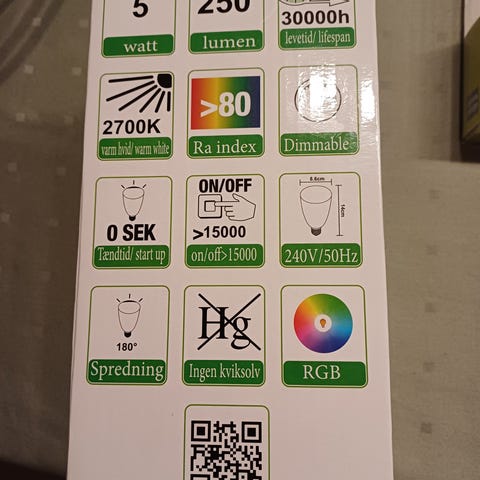 5
watt
250
lumen
30000h
levetid/ lifespan
2700K
varm hvid/ warm white
>80
Ra index
Dimmable
0 SEK
Tændtid/ start up
ON/OFF
>15000
on/off>15000
8.6cm
14cm
240V/50Hz
180°
Spredning
Hg
Ingen kviksølv
RGB